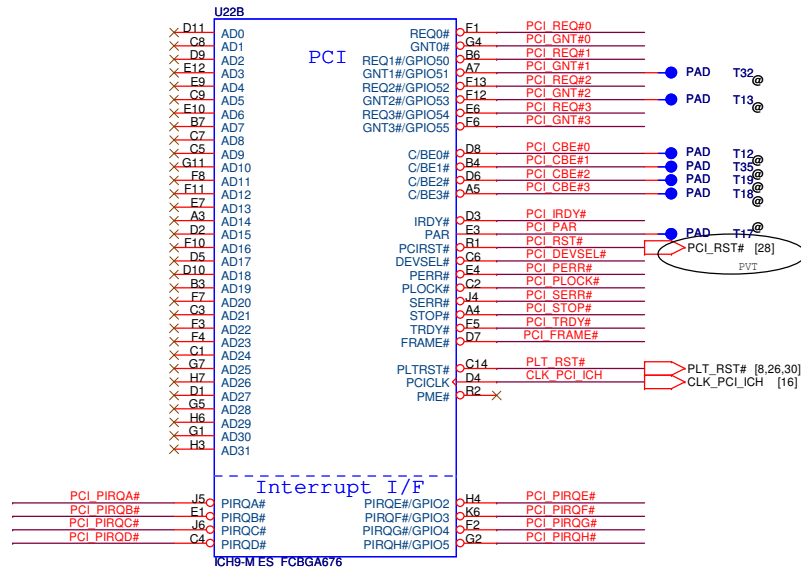 U22B
PCI
D11 AD0 REQ0# F1 PCI_REQ#0
C8 AD1 GNT0# G4 PCI_GNT#0
D9 AD2 REQ1#/GPIO50 B6 PCI_REQ#1
E12 AD3 GNT1#/GPIO51 A7 PCI_GNT#1 PAD T32 @
E9 AD4 REQ2#/GPIO52 F13 PCI_REQ#2
C9 AD5 GNT2#/GPIO53 F12 PCI_GNT#2 PAD T13 @
E10 AD6 REQ3#/GPIO54 E6 PCI_REQ#3
B7 AD7 GNT3#/GPIO55 F6 PCI_GNT#3
C7 AD8
C5 AD9 C/BE0# D8 PCI_CBE#0 PAD T12 @
G11 AD10 C/BE1# B4 PCI_CBE#1 PAD T35 @
F8 AD11 C/BE2# D6 PCI_CBE#2 PAD T19 @
F11 AD12 C/BE3# A5 PCI_CBE#3 PAD T18 @
E7 AD13
A3 AD14 IRDY# D3 PCI_IRDY#
D2 AD15 PAR E3 PCI_PAR PAD T17 @
F10 AD16 PCIRST# R1 PCI_RST# PCI_RST# [28]
D5 AD17 DEVSEL# C6 PCI_DEVSEL# PVT
D10 AD18 PERR# E4 PCI_PERR#
B3 AD19 PLOCK# C2 PCI_PLOCK#
F7 AD20 SERR# J4 PCI_SERR#
C3 AD21 STOP# A4 PCI_STOP#
F3 AD22 TRDY# F5 PCI_TRDY#
F4 AD23 FRAME# D7 PCI_FRAME#
C1 AD24
G7 AD25 PLTRST# C14 PLT_RST# PLT_RST# [8,26,30]
H7 AD26 PCICLK D4 CLK_PCI_ICH CLK_PCI_ICH [16]
D1 AD27 PME# R2
G5 AD28
H6 AD29
G1 AD30
H3 AD31
Interrupt I/F
PCI_PIRQA# J5 PIRQA# PIRQE#/GPIO2 H4 PCI_PIRQE#
PCI_PIRQB# E1 PIRQB# PIRQF#/GPIO3 K6 PCI_PIRQF#
PCI_PIRQC# J6 PIRQC# PIRQG#/GPIO4 F2 PCI_PIRQG#
PCI_PIRQD# C4 PIRQD# PIRQH#/GPIO5 G2 PCI_PIRQH#
ICH9-M ES_FCBGA676